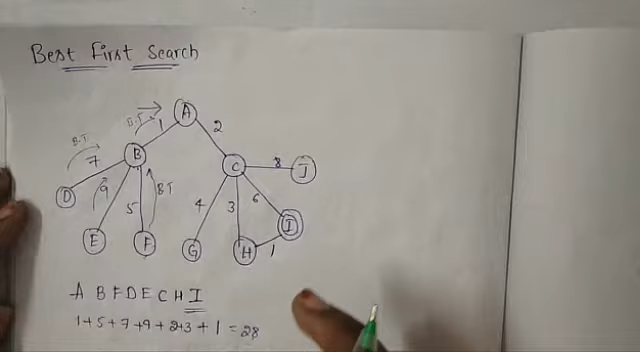 Best First Search
A
B.T
1
2
B.T
7
B
C
8
J
D
9
5
BT
4
3
6
E
F
G
H
I
1
A B F D E C H I
1+5+7+9+2+3+1=28